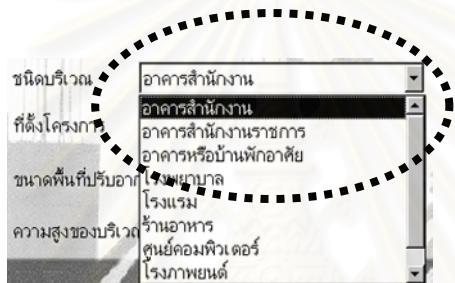 ชนิดบริเวณ อาคารสำนักงาน
อาคารสำนักงาน
ที่ตั้งโครงการ อาคารสำนักงานราชการ
อาคารหรือบ้านพักอาศัย
ขนาดพื้นที่ปรับอาก โรงพยาบาล
โรงแรม
ความสูงของบริเวณ ร้านอาหาร
ศูนย์คอมพิวเตอร์
โรงภาพยนต์